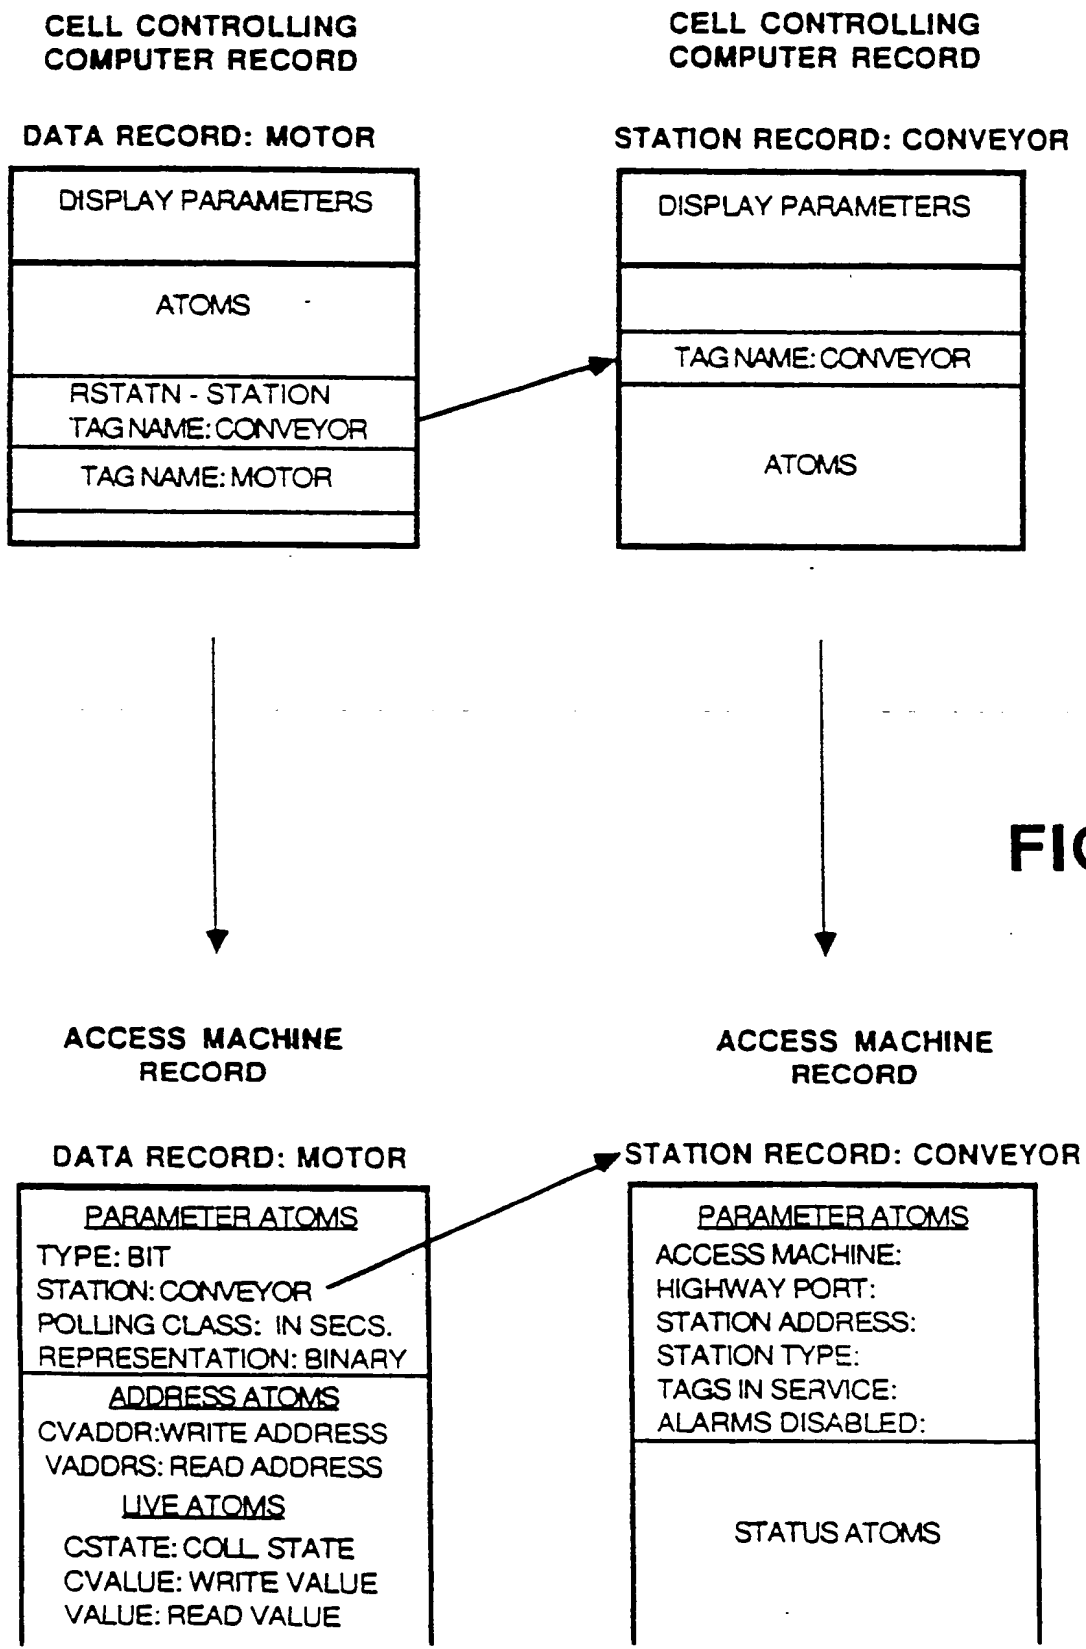 CELL CONTROLLING
COMPUTER RECORD
DATA RECORD: MOTOR
DISPLAY PARAMETERS
ATOMS
RSTATN - STATION
TAG NAME: CONVEYOR
TAG NAME: MOTOR
CELL CONTROLLING
COMPUTER RECORD
STATION RECORD: CONVEYOR
DISPLAY PARAMETERS
TAG NAME: CONVEYOR
ATOMS
ACCESS MACHINE
RECORD
DATA RECORD: MOTOR
PARAMETER ATOMS
TYPE: BIT
STATION: CONVEYOR
POLLING CLASS: IN SECS.
REPRESENTATION: BINARY
ADDRESS ATOMS
CVADDR:WRITE ADDRESS
VADDRS: READ ADDRESS
LIVE ATOMS
CSTATE: COLL STATE
CVALUE: WRITE VALUE
VALUE: READ VALUE
ACCESS MACHINE
RECORD
STATION RECORD: CONVEYOR
PARAMETER ATOMS
ACCESS MACHINE:
HIGHWAY PORT:
STATION ADDRESS:
STATION TYPE:
TAGS IN SERVICE:
ALARMS DISABLED:
STATUS ATOMS